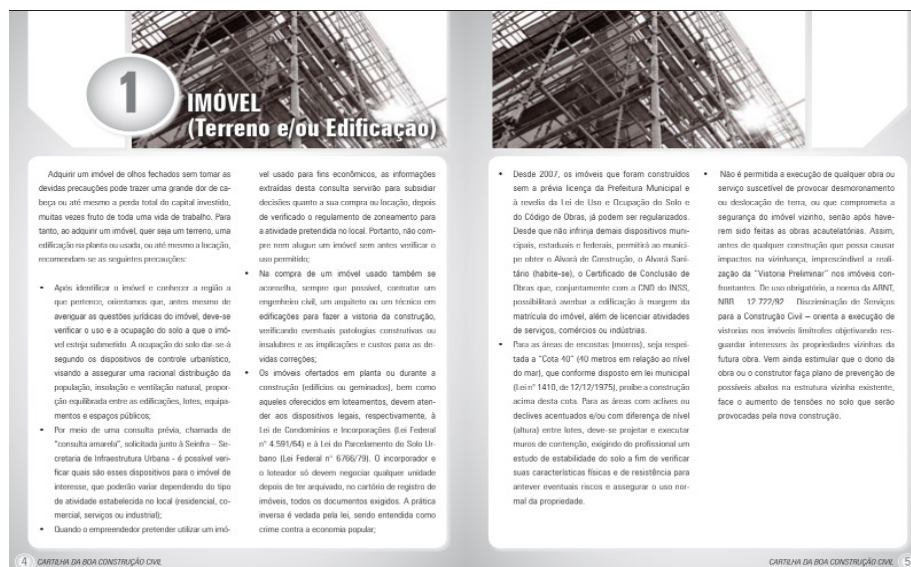 1
IMÓVEL
(Terreno e/ou Edificação)
Adquirir um imóvel de olhos fechados sem tomar as
devidas precauções pode trazer uma grande dor de ca-
beça ou até mesmo a perda total do capital investido,
muitas vezes fruto de toda uma vida de trabalho. Para
tanto, ao adquirir um imóvel, quer seja um terreno, uma
edificação na planta ou usada, ou até mesmo a locação,
recomendam-se as seguintes precauções:
• Após identificar o imóvel e conhecer a região a
que pertence, orientamos que, antes mesmo de
averiguar as questões jurídicas do imóvel, deve-se
verificar o uso e a ocupação do solo a que o imó-
vel esteja submetido. A ocupação do solo dar-se-á
segundo os dispositivos de controle urbanístico,
visando a assegurar uma racional distribuição da
população, insolação e ventilação natural, propor-
ção equilibrada entre as edificações, lotes, equipa-
mentos e espaços públicos;
• Por meio de uma consulta prévia, chamada de
"consulta amarela", solicitada junto à Seinfra – Se-
cretaria de Infraestrutura Urbana - é possível veri-
ficar quais são esses dispositivos para o imóvel de
interesse, que poderão variar dependendo do tipo
de atividade estabelecida no local (residencial, co-
mercial, serviços ou industrial);
• Quando o empreendedor pretender utilizar um imó-
vel usado para fins econômicos, as informações
extraídas desta consulta servirão para subsidiar
decisões quanto a sua compra ou locação, depois
de verificado o regulamento de zoneamento para
a atividade pretendida no local. Portanto, não com-
pre nem alugue um imóvel sem antes verificar o
uso permitido;
• Na compra de um imóvel usado também se
aconselha, sempre que possível, contratar um
engenheiro civil, um arquiteto ou um técnico em
edificações para fazer a vistoria da construção,
verificando eventuais patologias construtivas ou
insalubres e as implicações e custos para as de-
vidas correções;
• Os imóveis ofertados em planta ou durante a
construção (edifícios ou geminados), bem como
aqueles oferecidos em loteamentos, devem aten-
der aos dispositivos legais, respectivamente, à
Lei de Condomínios e Incorporações (Lei Federal
n° 4.591/64) e à Lei do Parcelamento do Solo Ur-
bano (Lei Federal n° 6766/79). O incorporador e
o loteador só devem negociar qualquer unidade
depois de ter arquivado, no cartório de registro de
imóveis, todos os documentos exigidos. A prática
inversa é vedada pela lei, sendo entendida como
crime contra a economia popular;
4 CARTILHA DA BOA CONSTRUÇÃO CIVIL
• Desde 2007, os imóveis que foram construídos
sem a prévia licença da Prefeitura Municipal e
à revelia da Lei de Uso e Ocupação do Solo e
do Código de Obras, já podem ser regularizados.
Desde que não infrinja demais dispositivos muni-
cipais, estaduais e federais, permitirá ao municí-
pe obter o Alvará de Construção, o Alvará Sani-
tário (habite-se), o Certificado de Conclusão de
Obras que, conjuntamente com a CND do INSS,
possibilitará averbar a edificação à margem da
matrícula do imóvel, além de licenciar atividades
de serviços, comércios ou indústrias.
• Para as áreas de encostas (morros), seja respei-
tada a "Cota 40" (40 metros em relação ao nível
do mar), que conforme disposto em lei municipal
(Lei n° 1410, de 12/12/1975), proíbe a construção
acima desta cota. Para as áreas com aclives ou
declives acentuados e/ou com diferença de nível
(altura) entre lotes, deve-se projetar e executar
muros de contenção, exigindo do profissional um
estudo de estabilidade do solo a fim de verificar
suas características físicas e de resistência para
antever eventuais riscos e assegurar o uso nor-
mal da propriedade.
• Não é permitida a execução de qualquer obra ou
serviço suscetível de provocar desmoronamento
ou deslocação de terra, ou que comprometa a
segurança do imóvel vizinho, senão após have-
rem sido feitas as obras acautelatórias. Assim,
antes de qualquer construção que possa causar
impactos na vizinhança, imprescindível a reali-
zação da "Vistoria Preliminar" nos imóveis con-
frontantes. De uso obrigatório, a norma da ABNT,
NBR 12.722/92 Discriminação de Serviços
para a Construção Civil – orienta a execução de
vistorias nos imóveis limítrofes objetivando res-
guardar interesses às propriedades vizinhas da
futura obra. Vem ainda estimular que o dono da
obra ou o construtor faça plano de prevenção de
possíveis abalos na estrutura vizinha existente,
face o aumento de tensões no solo que serão
provocadas pela nova construção.
CARTILHA DA BOA CONSTRUÇÃO CIVIL 5